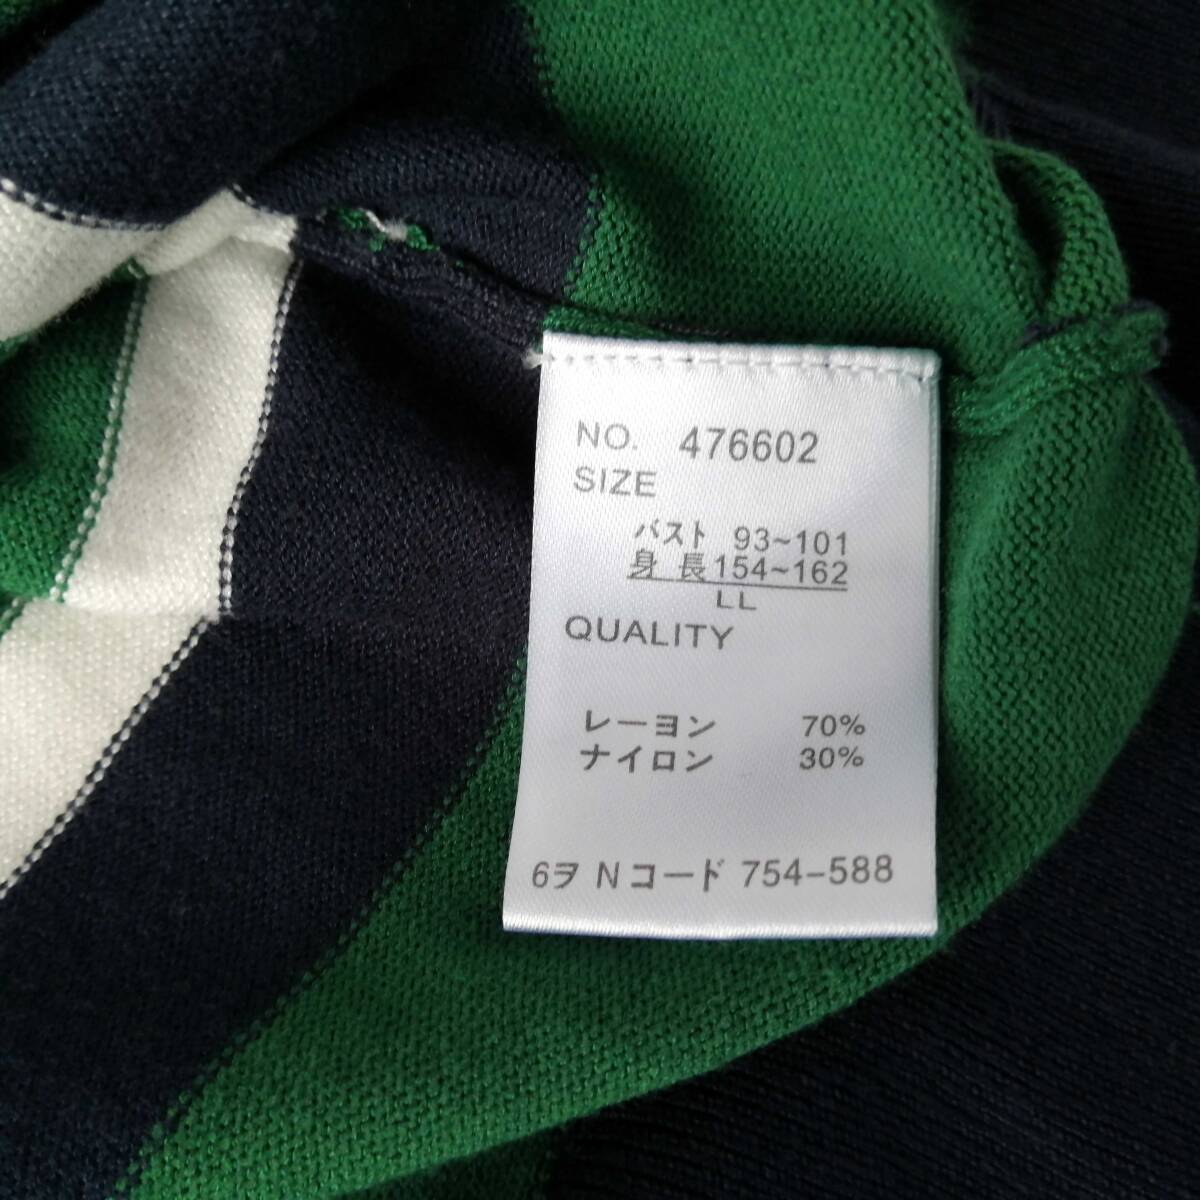 NO. 476602
SIZE
バスト 93~101
身長154~162
LL
QUALITY
レーヨン 70%
ナイロン 30%
6ヲ Nコード 754-588